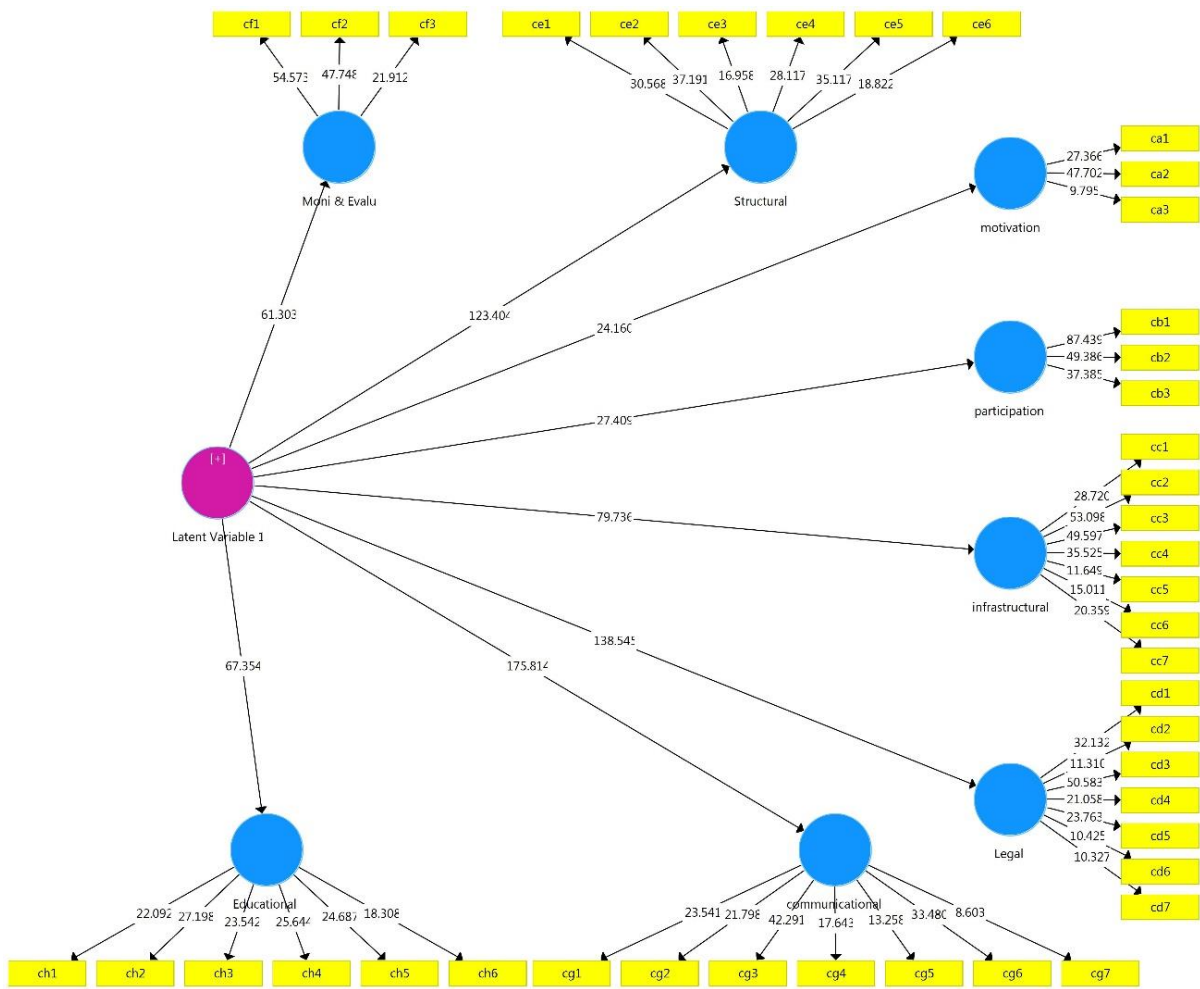 cf1 cf2 cf3 ce1 ce2 ce3 ce4 ce5 ce6
54.573 47.748 21.912
30.568 37.191 16.958 28.117 35.117 18.822
Moni & Evalu
Structural
ca1
27.366
47.702
ca2
9.795
ca3
motivation
61.303
123.404
24.160
cb1
87.439
49.386
cb2
37.385
cb3
participation
27.409
[+]
Latent Variable 1
79.736
cc1
cc2
28.720
53.098
cc3
49.597
35.525
cc4
11.649
cc5
15.011
20.359
cc6
cc7
infrastructural
138.545
67.354
175.814
cd1
cd2
32.132
11.310
cd3
50.583
21.058
cd4
23.763
cd5
10.425
10.327
cd6
cd7
Legal
Educational
communicational
22.092 27.198 23.542 25.644 24.687 18.308
23.541 21.798 42.291 17.643 13.258 33.480 8.603
ch1 ch2 ch3 ch4 ch5 ch6 cg1 cg2 cg3 cg4 cg5 cg6 cg7